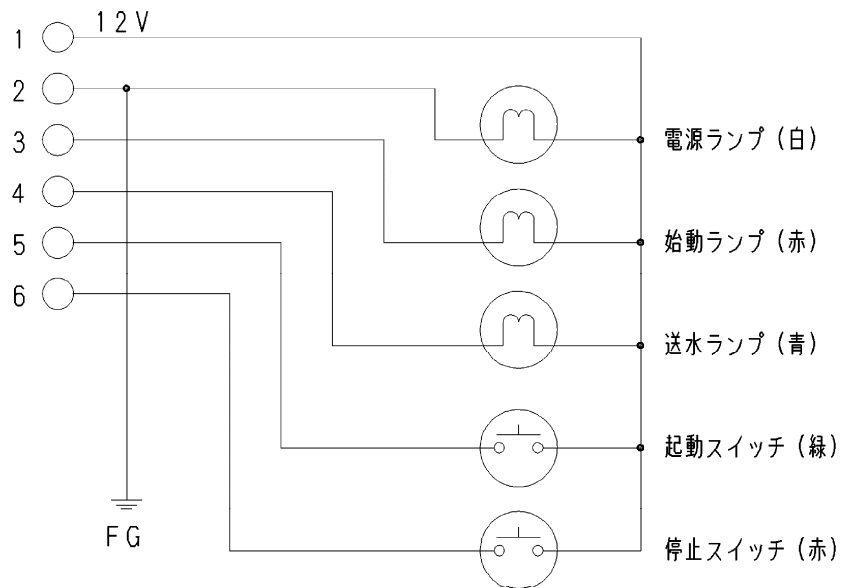 1 12V
2
電源ランプ(白)
3
4
始動ランプ(赤)
5
6
送水ランプ(青)
起動スイッチ(緑)
FG
停止スイッチ(赤)